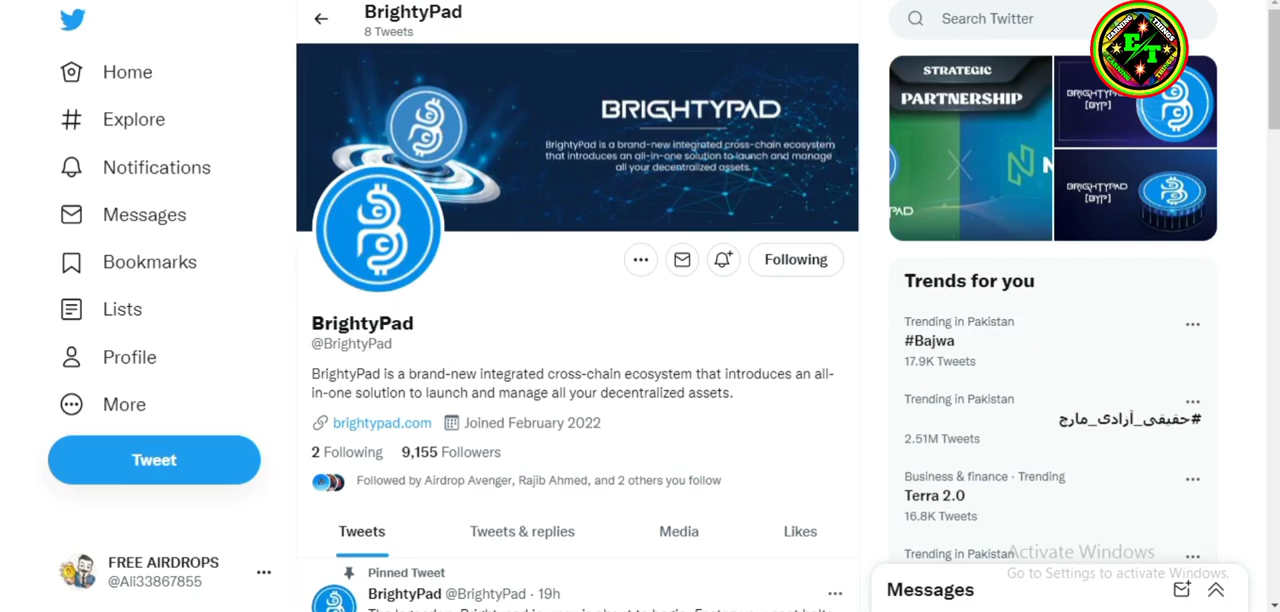 BrightyPad
8 Tweets
Search Twitter
EARNING THINGS
E/T
EARNING THINGS
Home
Explore
Notifications
Messages
Bookmarks
Lists
Profile
More
Tweet
FREE AIRDROPS
@Ali33867855
BRIGHTYPAD
BrightyPad is a brand-new integrated cross-chain ecosystem
that introduces an all-in-one solution to launch and manage
all your decentralized assets.
Following
BrightyPad
@BrightyPad
BrightyPad is a brand-new integrated cross-chain ecosystem that introduces an all-
in-one solution to launch and manage all your decentralized assets.
brightypad.com Joined February 2022
2 Following 9,155 Followers
Followed by Airdrop Avenger, Rajib Ahmed, and 2 others you follow
Tweets Tweets & replies Media Likes
Pinned Tweet
BrightyPad @BrightyPad · 19h
STRATEGIC
PARTNERSHIP
BRIGHTYPAD
[BYP]
BRIGHTYPAD
[BYP]
Trends for you
Trending in Pakistan
#Bajwa
17.9K Tweets
Trending in Pakistan
#حقیقی_آزادی_مارچ
2.51M Tweets
Business & finance · Trending
Terra 2.0
16.8K Tweets
Trending in Pakistan
Activate Windows
Go to Settings to activate Windows.
Messages